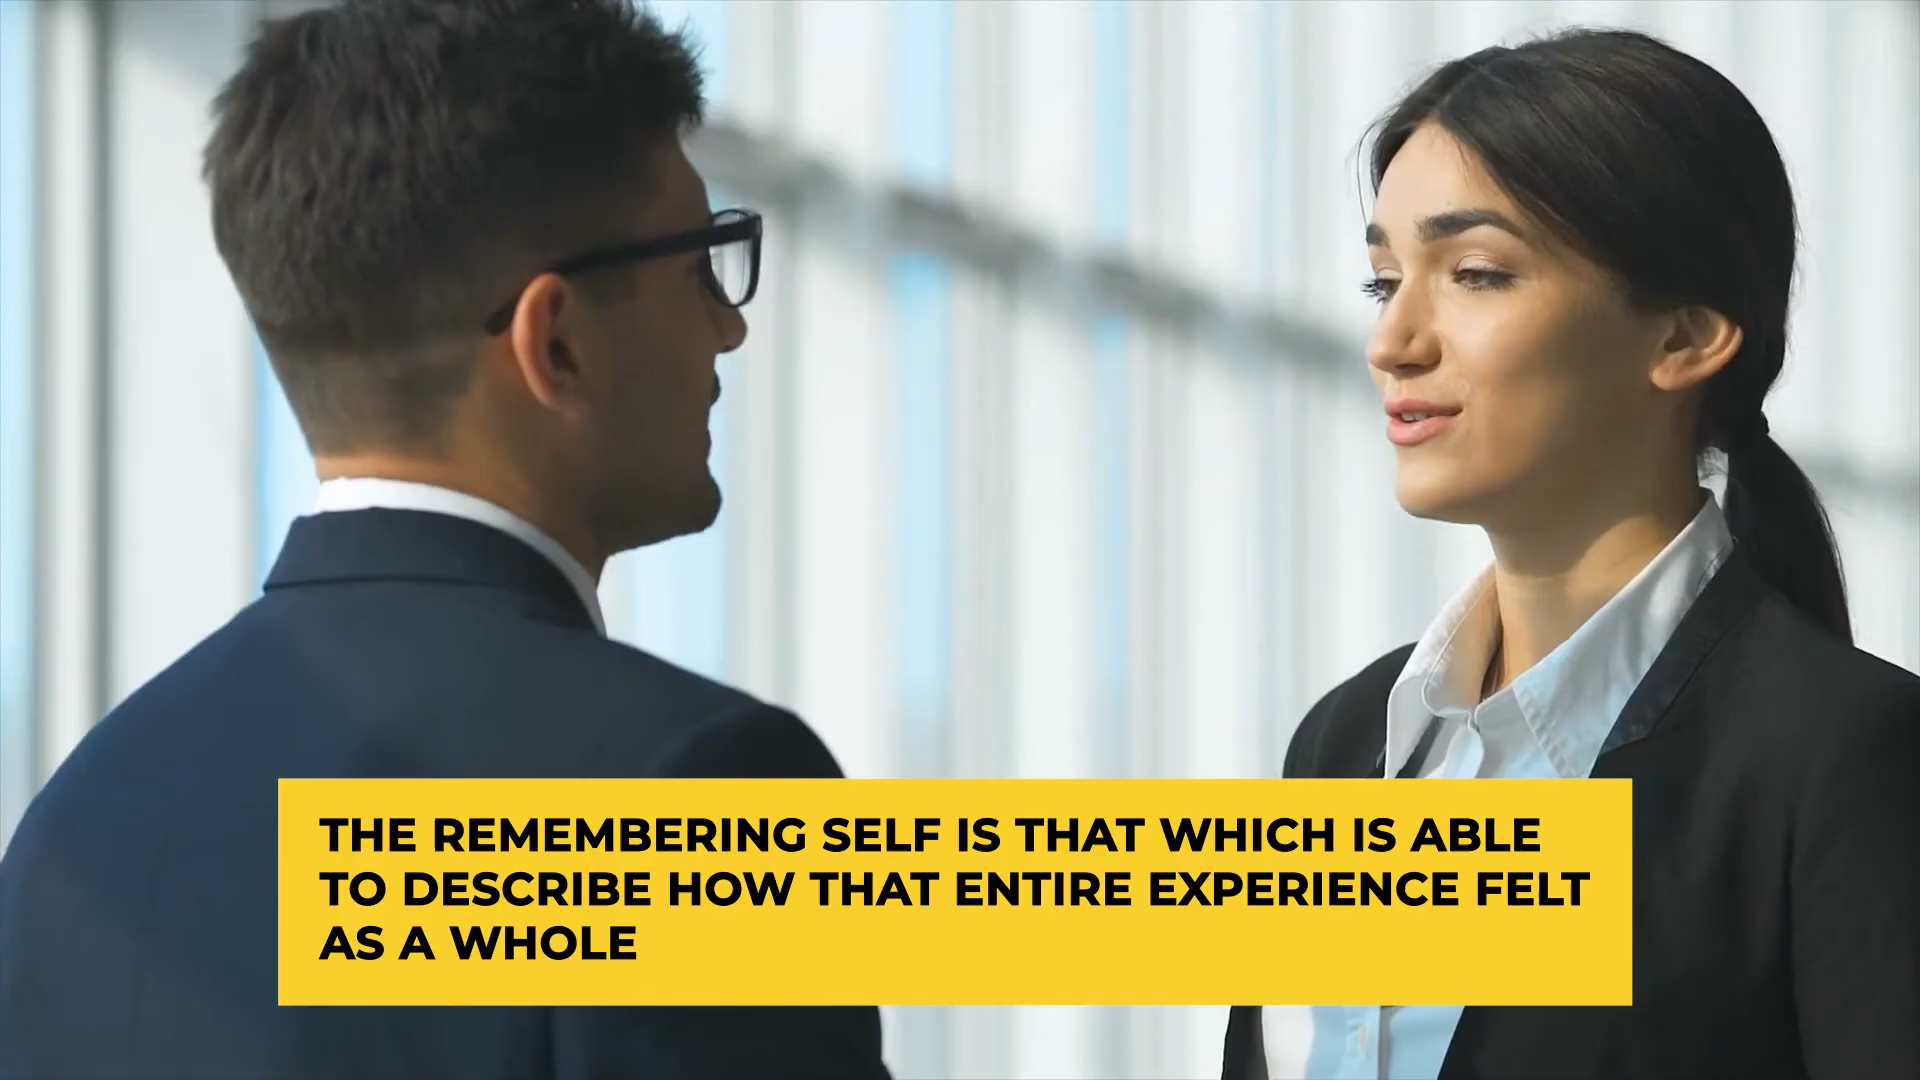 THE REMEMBERING SELF IS THAT WHICH IS ABLE
TO DESCRIBE HOW THAT ENTIRE EXPERIENCE FELT
AS A WHOLE